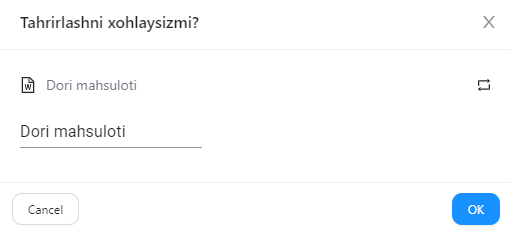 Tahrirlashni xohlaysizmi?
Dori mahsuloti
Dori mahsuloti
Cancel
OK